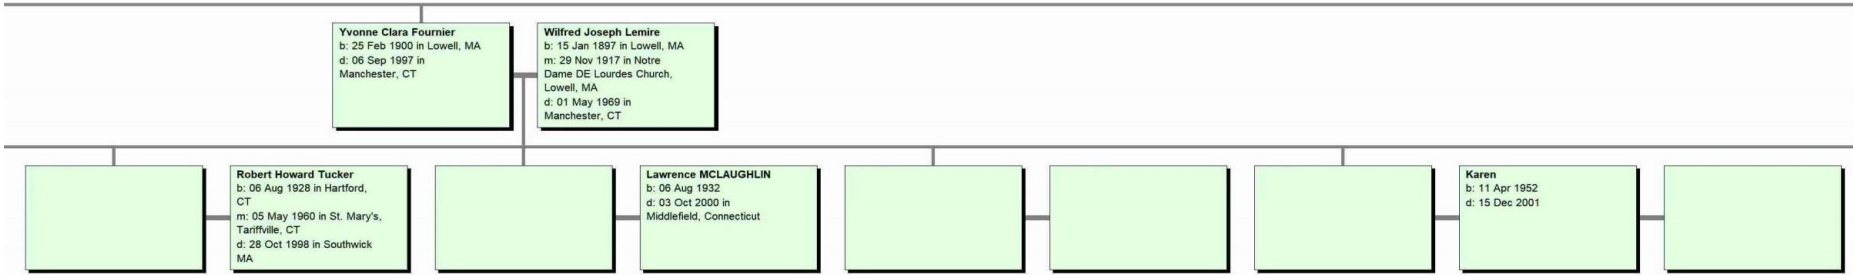 Yvonne Clara Fournier
b: 25 Feb 1900 in Lowell, MA
d: 06 Sep 1997 in
Manchester, CT
Wilfred Joseph Lemire
b: 15 Jan 1897 in Lowell, MA
m: 29 Nov 1917 in Notre
Dame DE Lourdes Church,
Lowell, MA
d: 01 May 1969 in
Manchester, CT
Robert Howard Tucker
b: 06 Aug 1928 in Hartford,
CT
m: 05 May 1960 in St. Mary's,
Tariffville, CT
d: 28 Oct 1998 in Southwick
MA
Lawrence MCLAUGHLIN
b: 06 Aug 1932
d: 03 Oct 2000 in
Middlefield, Connecticut
Karen
b: 11 Apr 1952
d: 15 Dec 2001